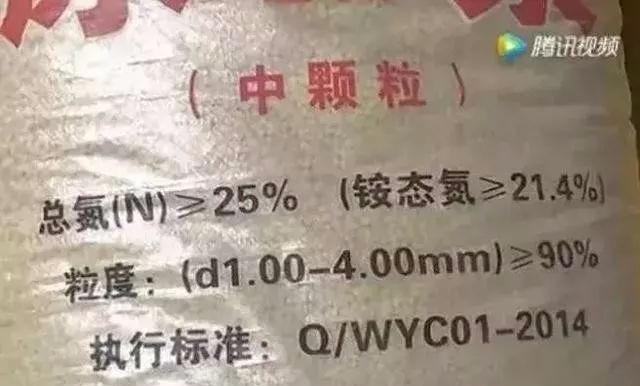 腾讯视频
(中颗粒)
总氮(N)≥25% (铵态氮≥21.4%)
粒度:(d1.00-4.00mm)≥90%
执行标准:Q/WYC01-2014